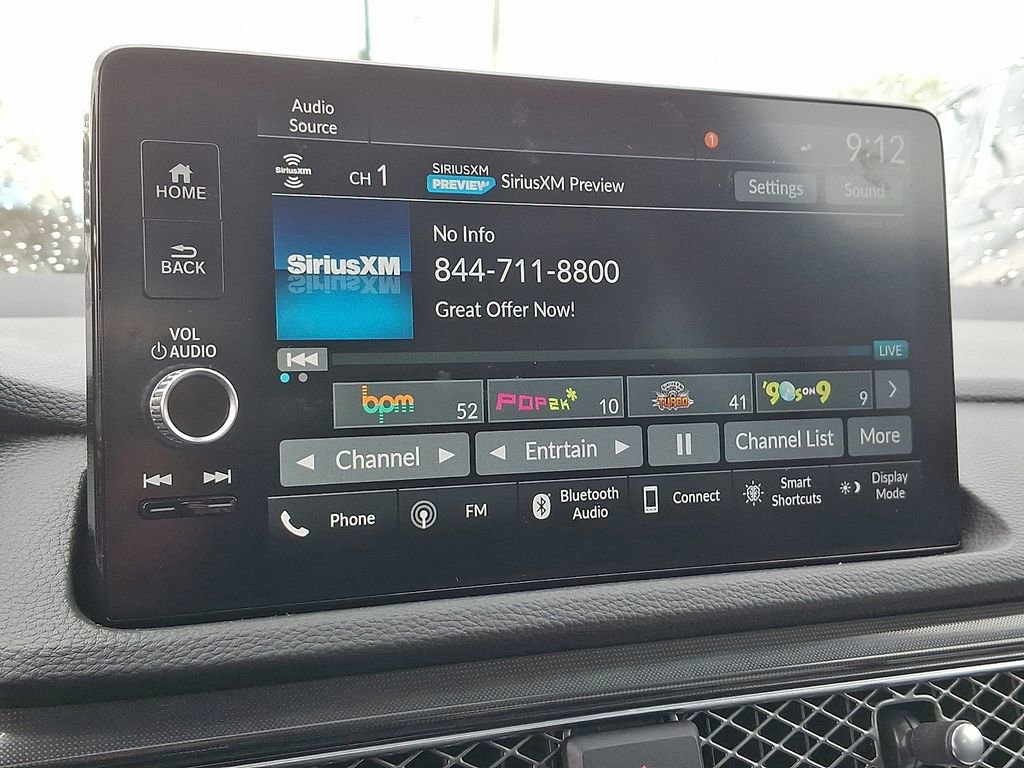 Audio
Source
1
9:12
HOME
BACK
VOL
AUDIO
SiriusXM
CH 1
SIRIUSXM
PREVIEW
SiriusXM Preview
Settings
Sound
SiriusXM
No Info
844-711-8800
Great Offer Now!
LIVE
bpm 52
POP2K* 10
TURBO 41
'90s ON 9 9
Channel
Entrtain
Channel List
More
Phone
FM
Bluetooth
Audio
Connect
Smart
Shortcuts
Display
Mode